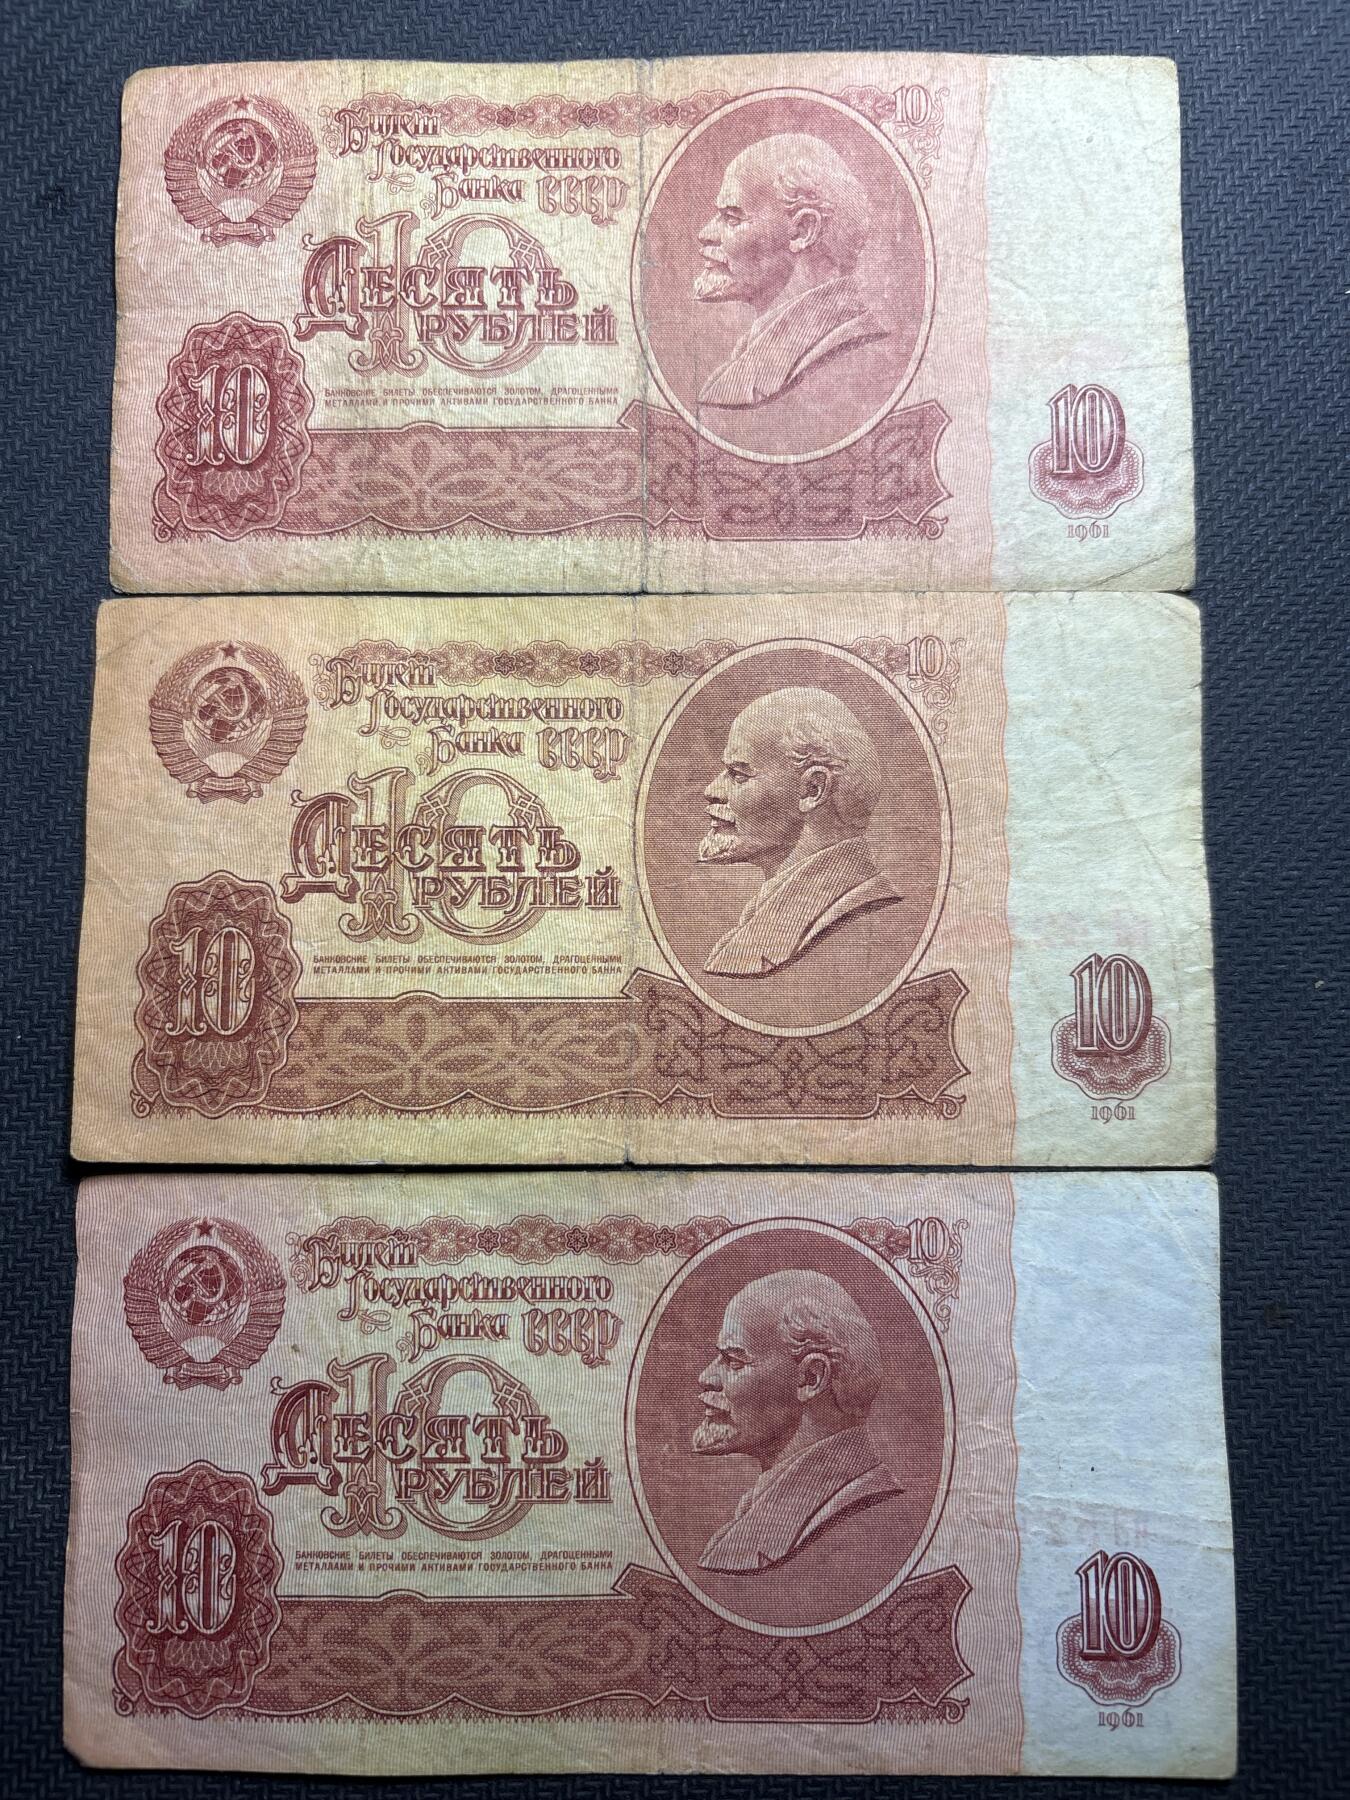 10
Билет
Государственного
Банка СССР
10
Десять
рублей
10
БАНКОВСКИЕ БИЛЕТЫ ОБЕСПЕЧИВАЮТСЯ ЗОЛОТОМ, ДРАГОЦЕННЫМИ
МЕТАЛЛАМИ И ПРОЧИМИ АКТИВАМИ ГОСУДАРСТВЕННОГО БАНКА
10
1961
10
Билет
Государственного
Банка СССР
10
Десять
рублей
10
БАНКОВСКИЕ БИЛЕТЫ ОБЕСПЕЧИВАЮТСЯ ЗОЛОТОМ, ДРАГОЦЕННЫМИ
МЕТАЛЛАМИ И ПРОЧИМИ АКТИВАМИ ГОСУДАРСТВЕННОГО БАНКА
10
1961
10
Билет
Государственного
Банка СССР
10
Десять
рублей
10
БАНКОВСКИЕ БИЛЕТЫ ОБЕСПЕЧИВАЮТСЯ ЗОЛОТОМ, ДРАГОЦЕННЫМИ
МЕТАЛЛАМИ И ПРОЧИМИ АКТИВАМИ ГОСУДАРСТВЕННОГО БАНКА
10
1961